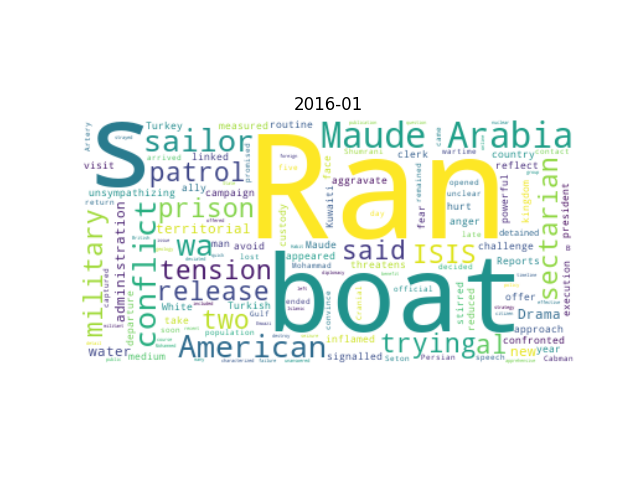 2016-01
Artery Turkey measured routine came
S sailor Ran Maude Arabia
visit arrived linked promised five face Shumrani clerk late wartime country contact
patrol aggravate remained opened reflect
unsympathizing ally campaign threatens unclear powerful kingdom
return prison custody Kuwaiti day fear hurt sectarian
military administration conflict territorial anger detained president
wa man avoid appeared Maude said ISIS challenge
captured tension lost Mohammad decided Reports execution
departure release White Turkish ended boat official stirred reduced offer Drama
take two Gulf convince Cranial approach
soon population inflamed trying al confronted
water medium American signalled Seton Persian speech new year Cabman